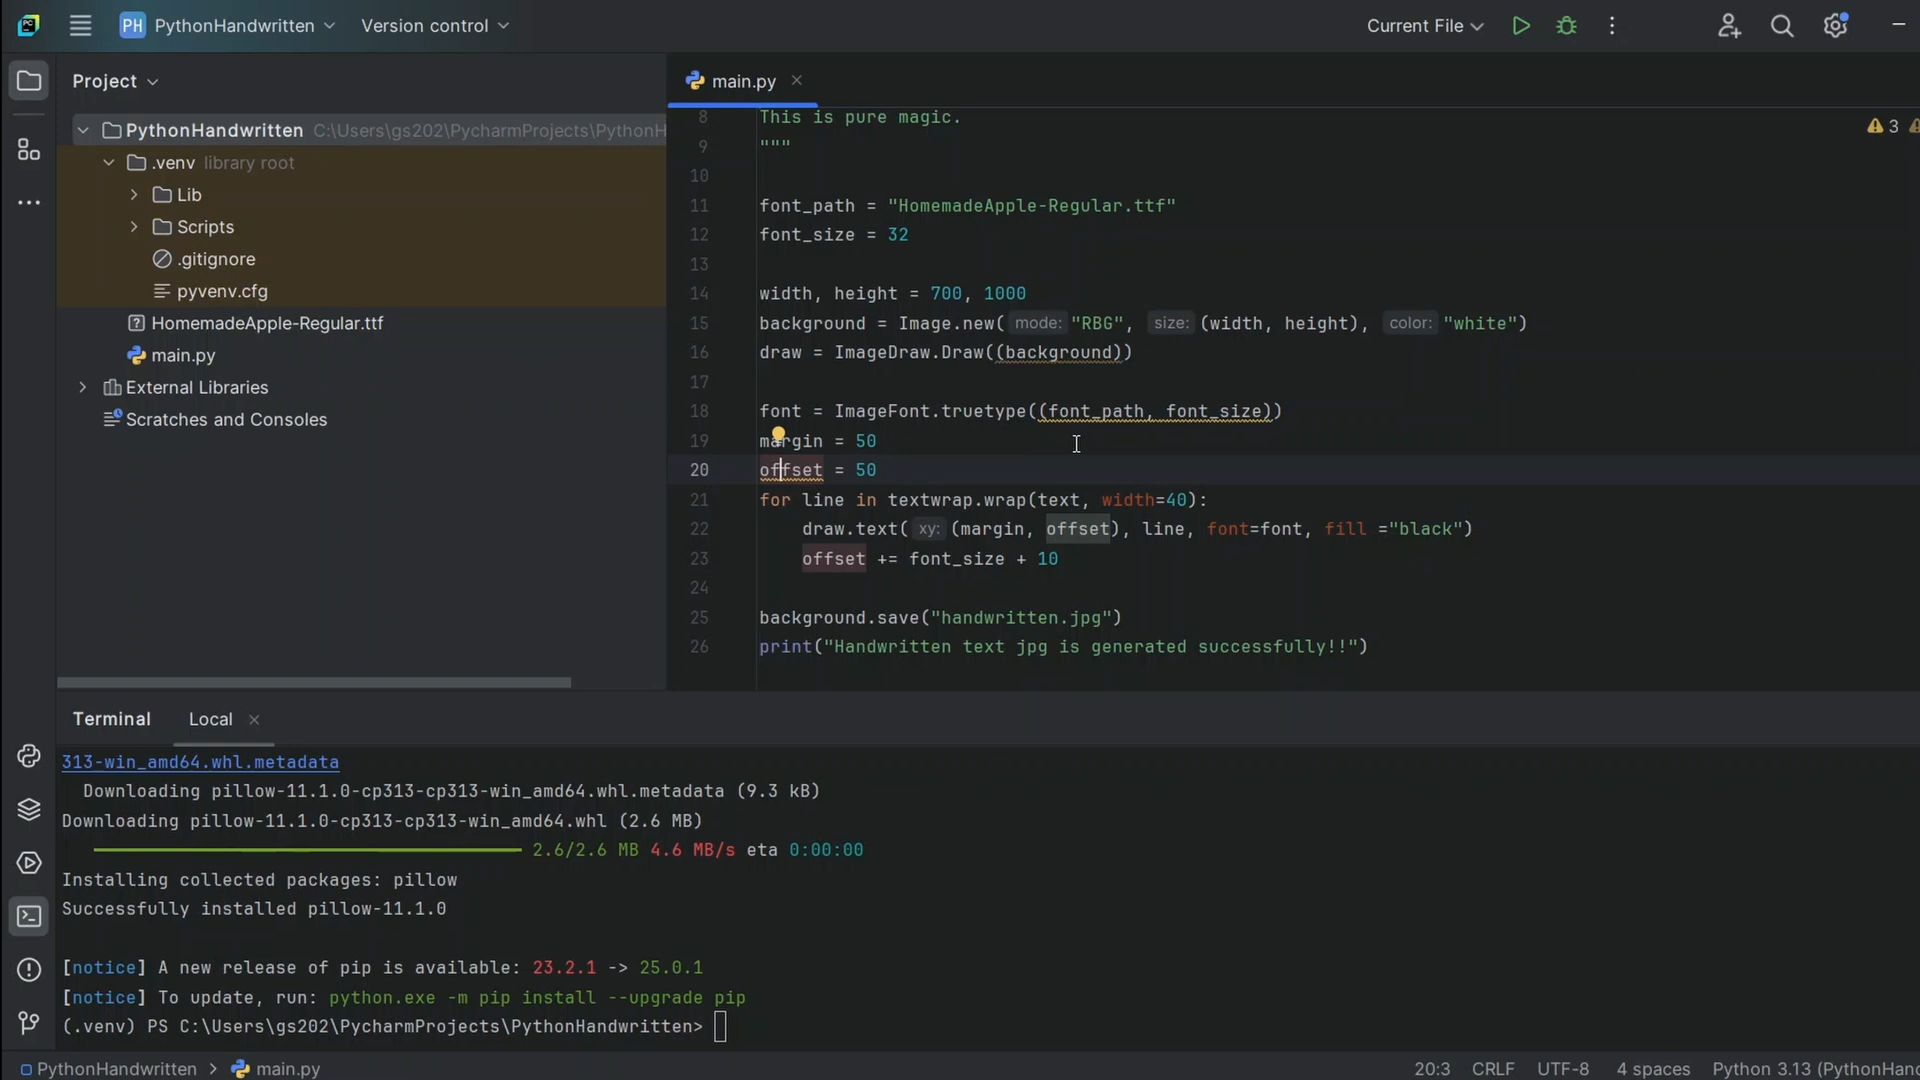 PH PythonHandwritten
Version control
Current File
Project
main.py
PythonHandwritten C:\Users\gs202\PycharmProjects\PythonH
.venv library root
Lib
Scripts
.gitignore
pyvenv.cfg
HomemadeApple-Regular.ttf
main.py
External Libraries
Scratches and Consoles
3
8 This is pure magic.
9 """
10
11 font_path = "HomemadeApple-Regular.ttf"
12 font_size = 32
13
14 width, height = 700, 1000
15 background = Image.new( mode: "RBG", size: (width, height), color: "white")
16 draw = ImageDraw.Draw((background))
17
18 font = ImageFont.truetype((font_path, font_size))
19 margin = 50
20 offset = 50
21 for line in textwrap.wrap(text, width=40):
22 draw.text( xy: (margin, offset), line, font=font, fill ="black")
23 offset += font_size + 10
24
25 background.save("handwritten.jpg")
26 print("Handwritten text jpg is generated successfully!!")
Terminal Local
313-win_amd64.whl.metadata
Downloading pillow-11.1.0-cp313-cp313-win_amd64.whl.metadata (9.3 kB)
Downloading pillow-11.1.0-cp313-cp313-win_amd64.whl (2.6 MB)
2.6/2.6 MB 4.6 MB/s eta 0:00:00
Installing collected packages: pillow
Successfully installed pillow-11.1.0
[notice] A new release of pip is available: 23.2.1 -> 25.0.1
[notice] To update, run: python.exe -m pip install --upgrade pip
(.venv) PS C:\Users\gs202\PycharmProjects\PythonHandwritten>
PythonHandwritten > main.py
20:3 CRLF UTF-8 4 spaces Python 3.13 (PythonHand